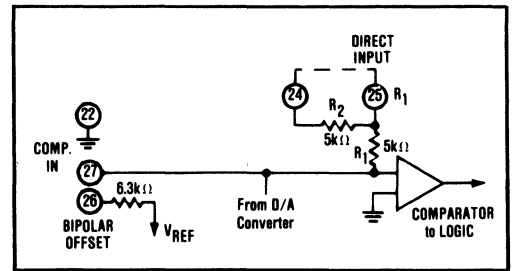 DIRECT
INPUT
24
R2
25
R1
5kΩ
R1
5kΩ
22
COMP.
IN
27
6.3kΩ
26
BIPOLAR
OFFSET
VREF
From D/A
Converter
COMPARATOR
to LOGIC